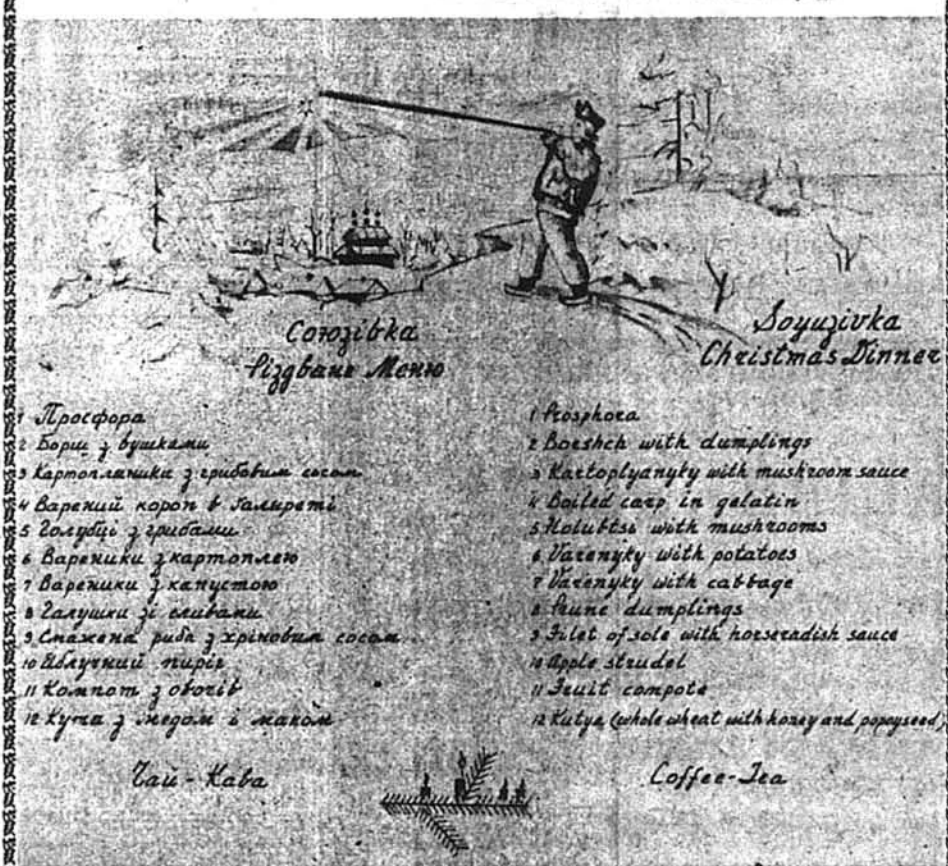 Союзівка
Різдвяне Меню
1 Просфора
2 Борщ з вушками
3 Картопляники з грибовим сосом
4 Варений короп в галяреті
5 Голубці з грибами
6 Вареники з картоплею
7 Вареники з капустою
8 Галушки зі сливами
9 Смажена риба з хріновим сосом
10 Яблучний пиріг
11 Компот з овочів
12 Кутя з медом і маком
Чай - Кава
Soyuzivka
Christmas Dinner
1 Prosphora
2 Borshch with dumplings
3 Kartoplyanyky with mushroom sauce
4 Boiled carp in gelatin
5 Holubtsi with mushrooms
6 Varenyky with potatoes
7 Varenyky with cabbage
8 Prune dumplings
9 Filet of sole with horseradish sauce
10 Apple strudel
11 Fruit compote
12 Kutya (whole wheat with honey and popyseed)
Coffee-Tea